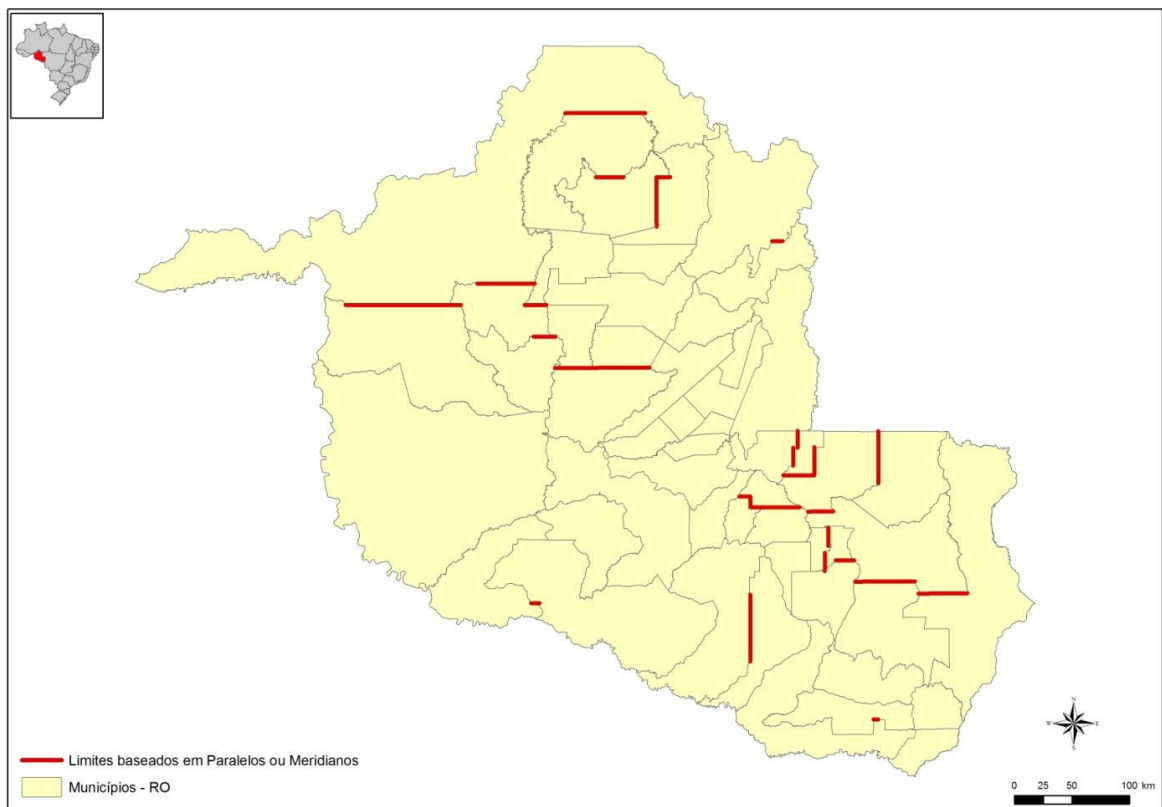 N
W E
S
Limites baseados em Paralelos ou Meridianos
Municípios - RO
0 25 50 100 km